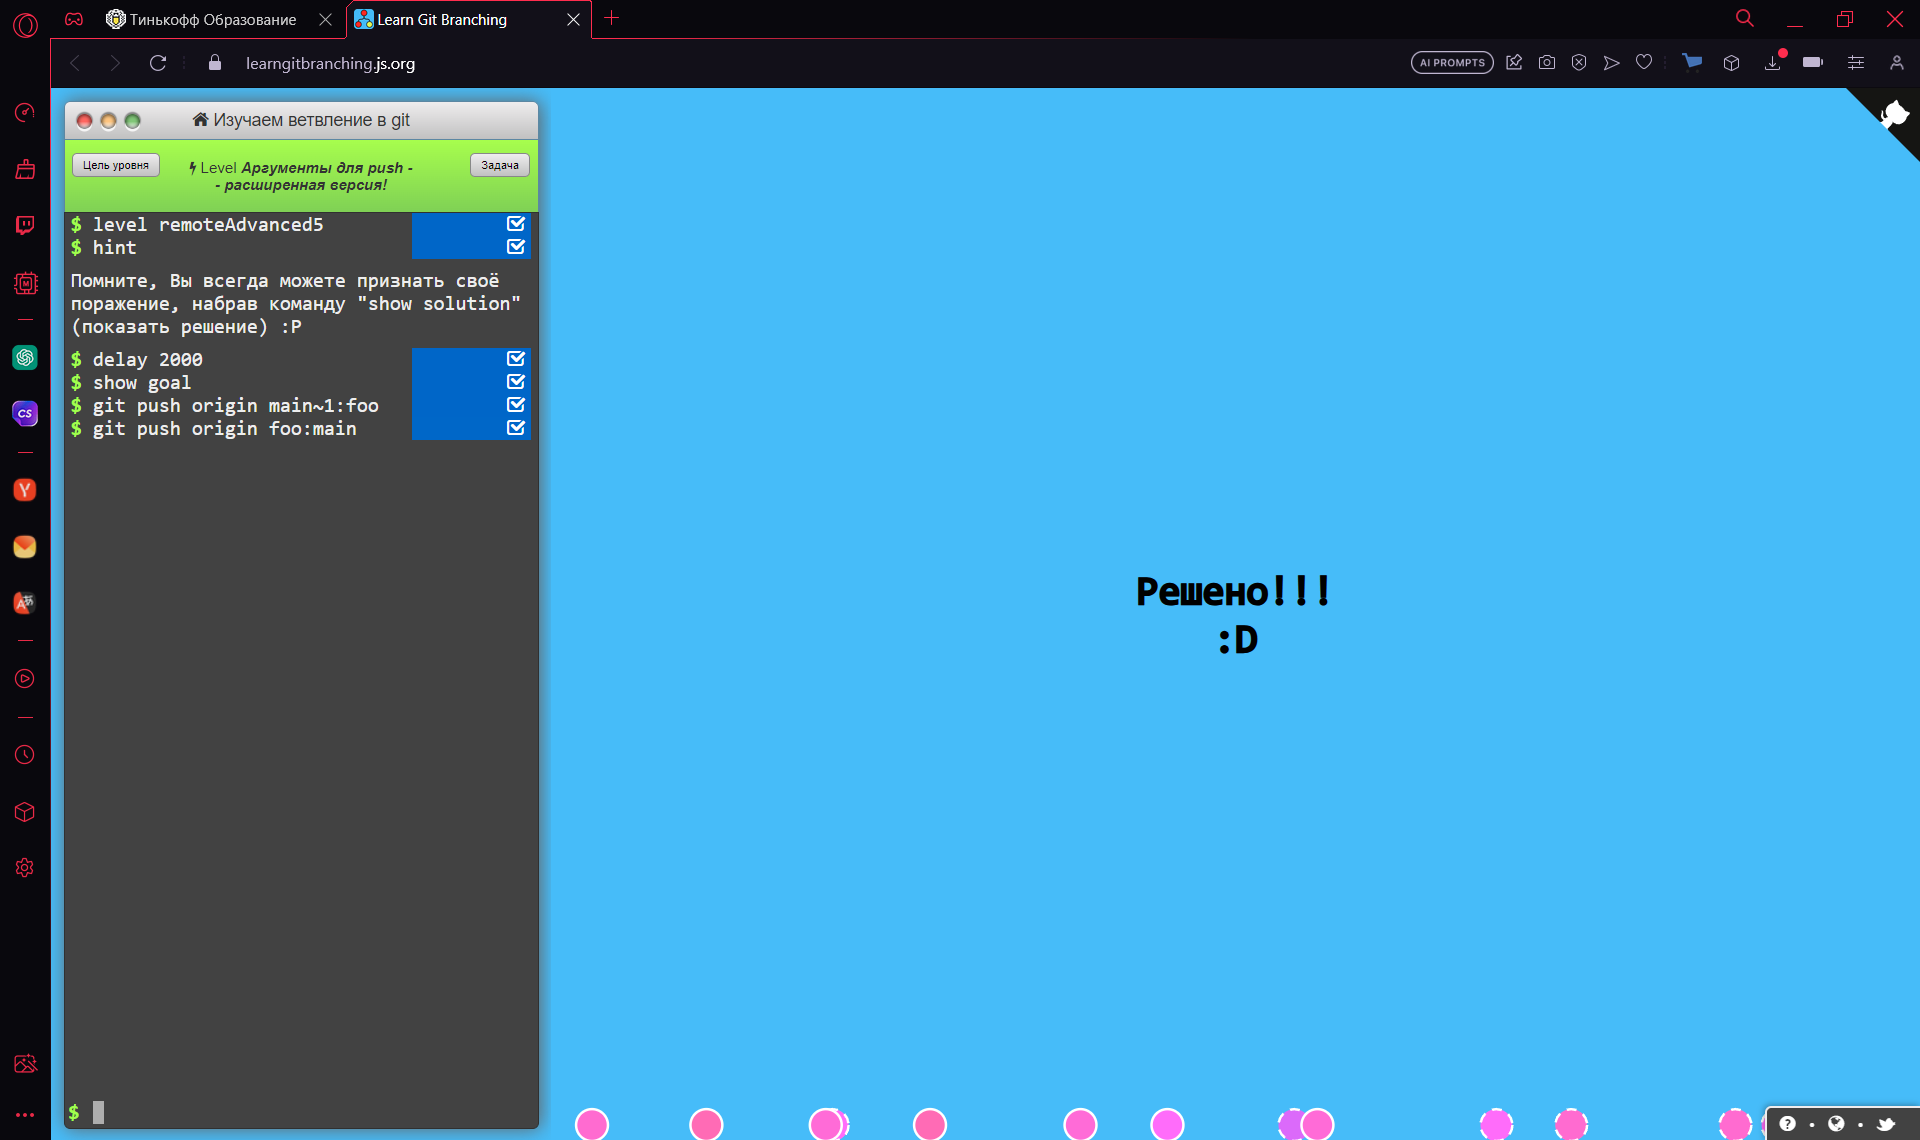 Тинькофф Образование
Learn Git Branching
learngitbranching.js.org
AI PROMPTS
Изучаем ветвление в git
Цель уровня
Level Аргументы для push -
- расширенная версия!
Задача
$ level remoteAdvanced5
$ hint
Помните, Вы всегда можете признать своё
поражение, набрав команду "show solution"
(показать решение) :P
$ delay 2000
$ show goal
$ git push origin main~1:foo
$ git push origin foo:main
$
Решено!!!
:D